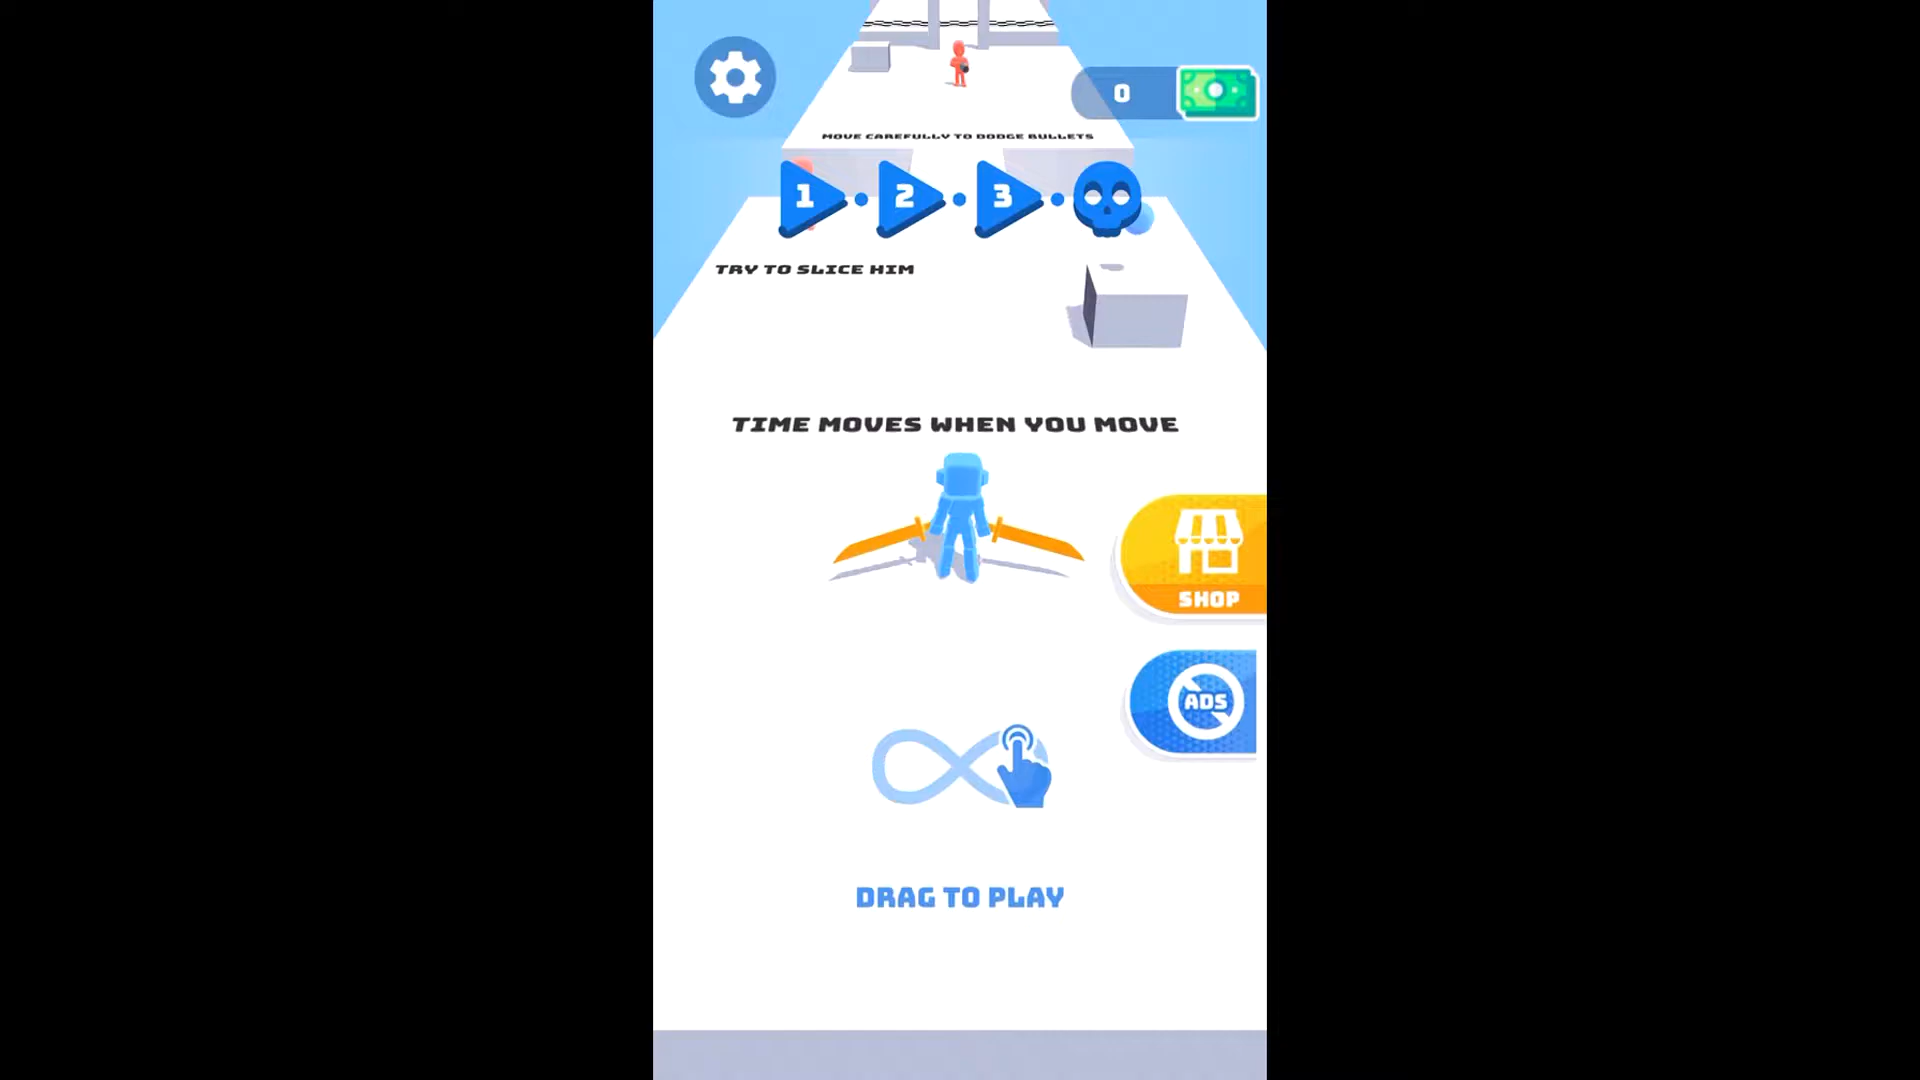 0
MOVE CAREFULLY TO DODGE BULLETS
1 2 3
TRY TO SLICE HIM
TIME MOVES WHEN YOU MOVE
SHOP
ADS
DRAG TO PLAY